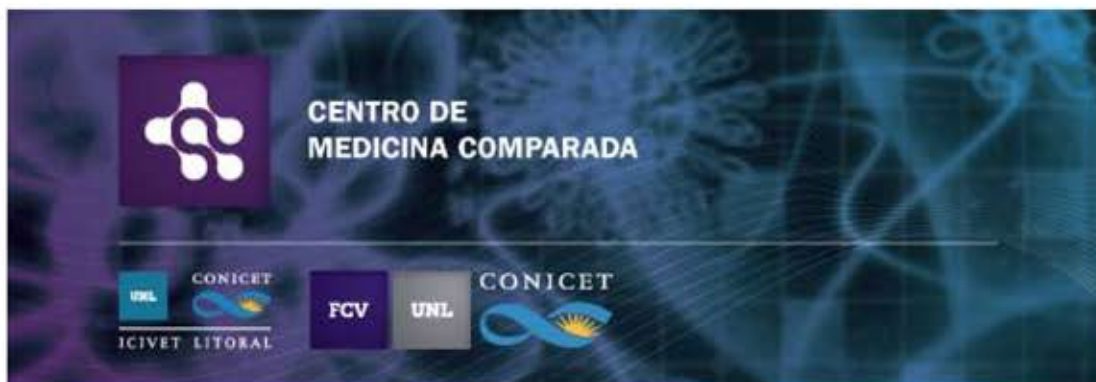 CENTRO DE
MEDICINA COMPARADA
UNL
CONICET
ICIVET LITORAL
FCV
UNL
CONICET